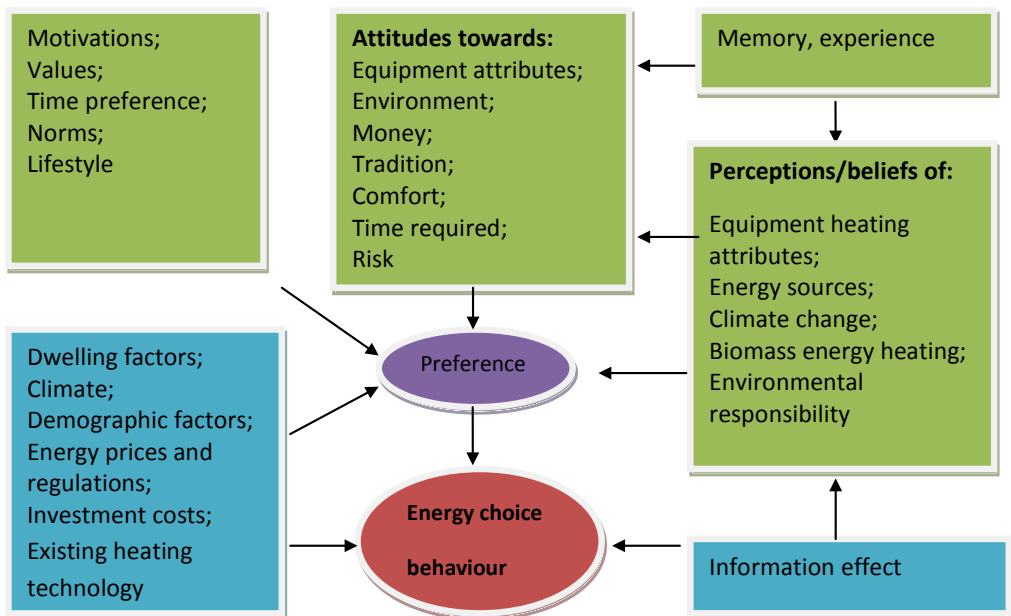 Motivations;
Values;
Time preference;
Norms;
Lifestyle
Attitudes towards:
Equipment attributes;
Environment;
Money;
Tradition;
Comfort;
Time required;
Risk
Memory, experience
Perceptions/beliefs of:
Equipment heating
attributes;
Energy sources;
Climate change;
Biomass energy heating;
Environmental
responsibility
Preference
Dwelling factors;
Climate;
Demographic factors;
Energy prices and
regulations;
Investment costs;
Existing heating
technology
Energy choice
behaviour
Information effect